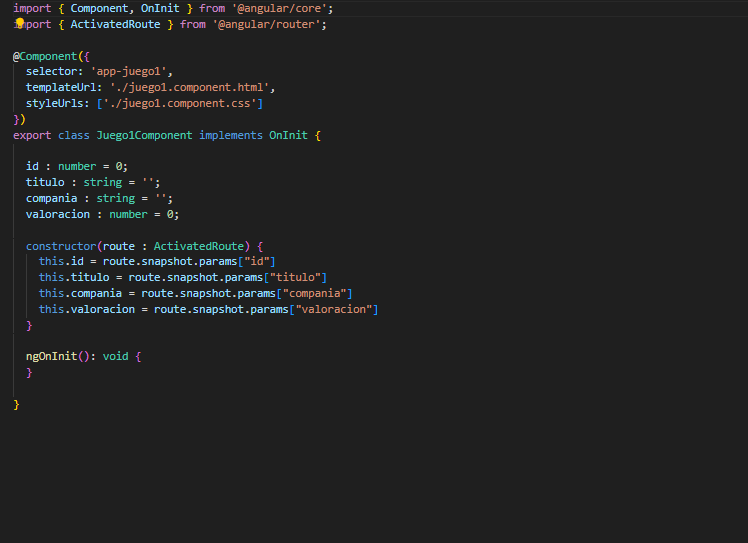 import { Component, OnInit } from '@angular/core';
import { ActivatedRoute } from '@angular/router';
@Component({
selector: 'app-juego1',
templateUrl: './juego1.component.html',
styleUrls: ['./juego1.component.css']
})
export class Juego1Component implements OnInit {
id : number = 0;
titulo : string = '';
compania : string = '';
valoracion : number = 0;
constructor(route : ActivatedRoute) {
this.id = route.snapshot.params["id"]
this.titulo = route.snapshot.params["titulo"]
this.compania = route.snapshot.params["compania"]
this.valoracion = route.snapshot.params["valoracion"]
}
ngOnInit(): void {
}
}